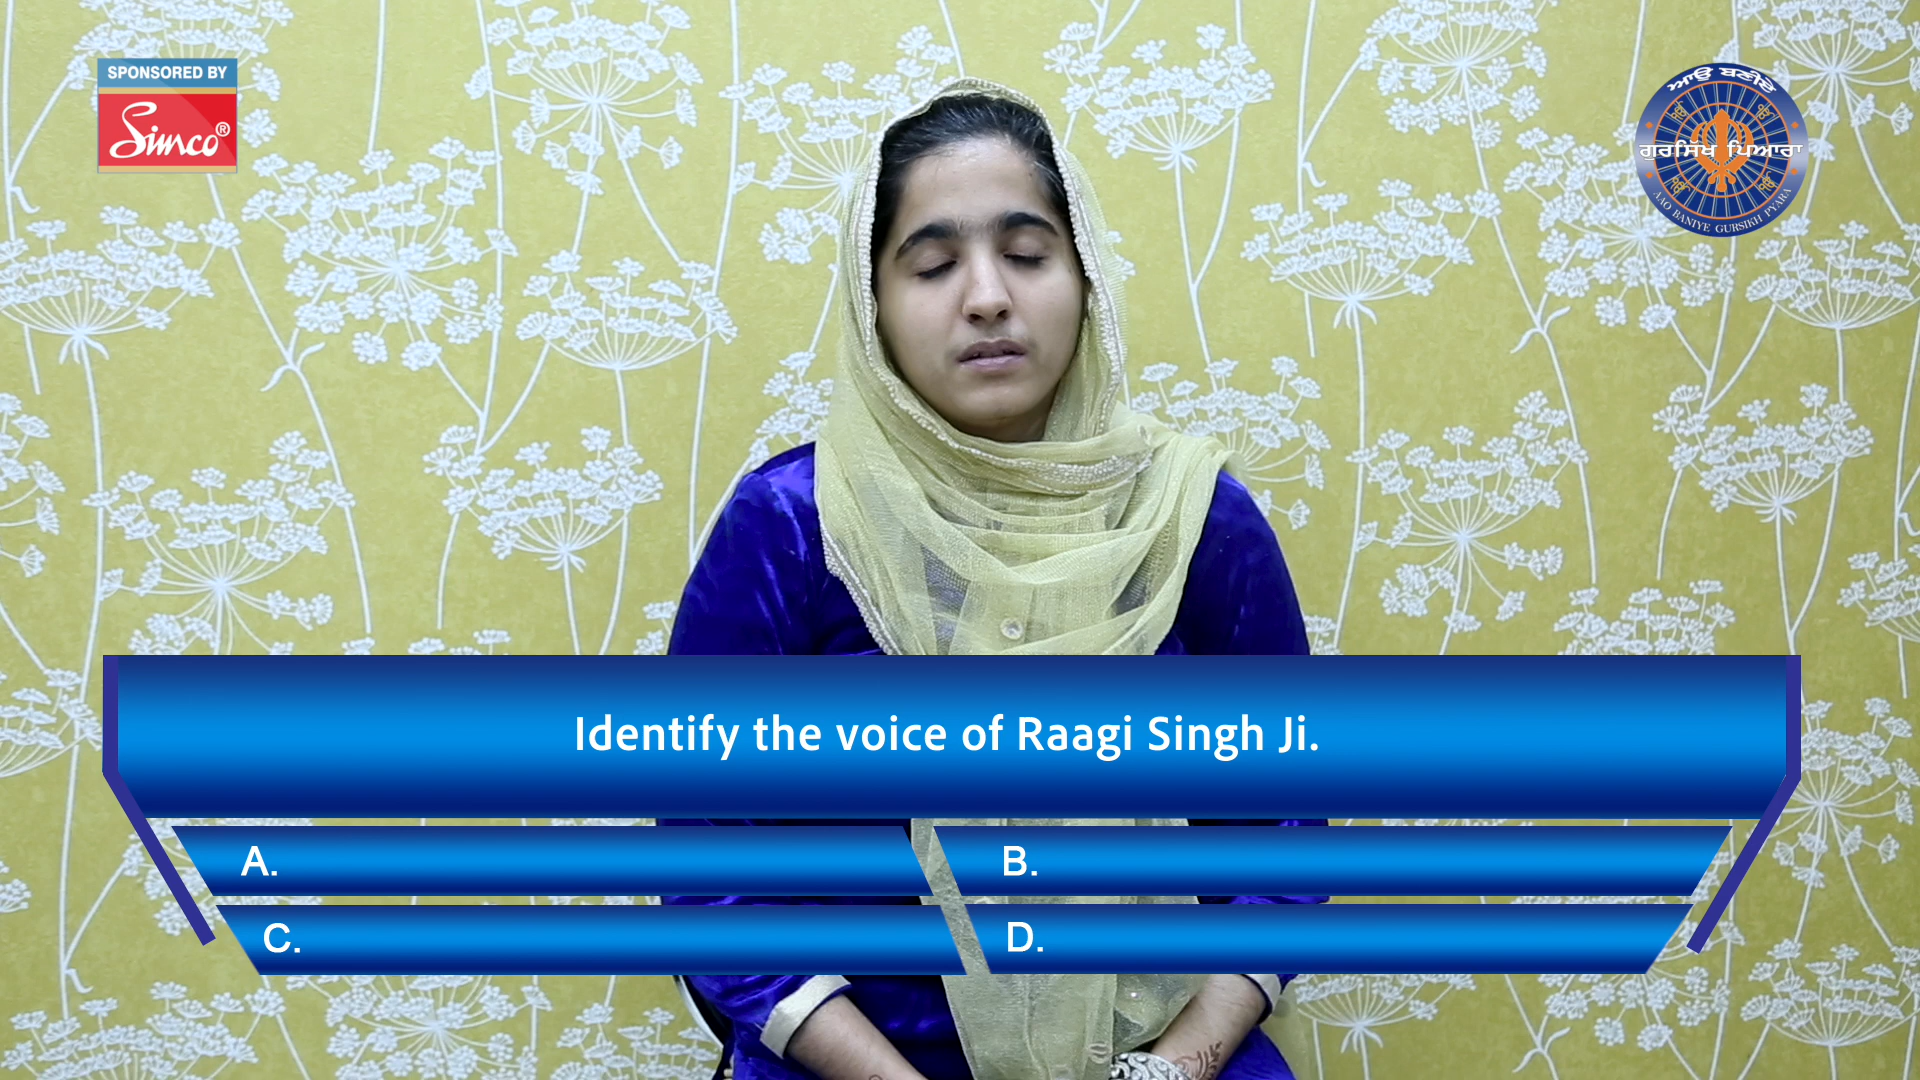 SPONSORED BY
Simco®
ਆਓ ਬਣੀਏ
ਗੁਰਸਿਖ ਪਿਆਰਾ
AAO BANIYE GURSIKH PYARA
Identify the voice of Raagi Singh Ji.
A.
B.
C.
D.